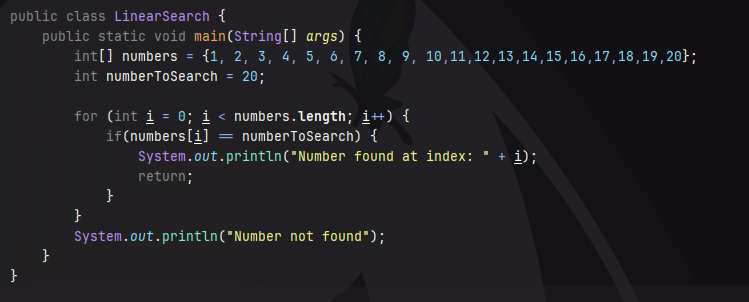 public class LinearSearch {
    public static void main(String[] args) {
        int[] numbers = {1, 2, 3, 4, 5, 6, 7, 8, 9, 10,11,12,13,14,15,16,17,18,19,20};
        int numberToSearch = 20;

        for (int i = 0; i < numbers.length; i++) {
            if(numbers[i] == numberToSearch) {
                System.out.println("Number found at index: " + i);
                return;
            }
        }
        System.out.println("Number not found");
    }
}